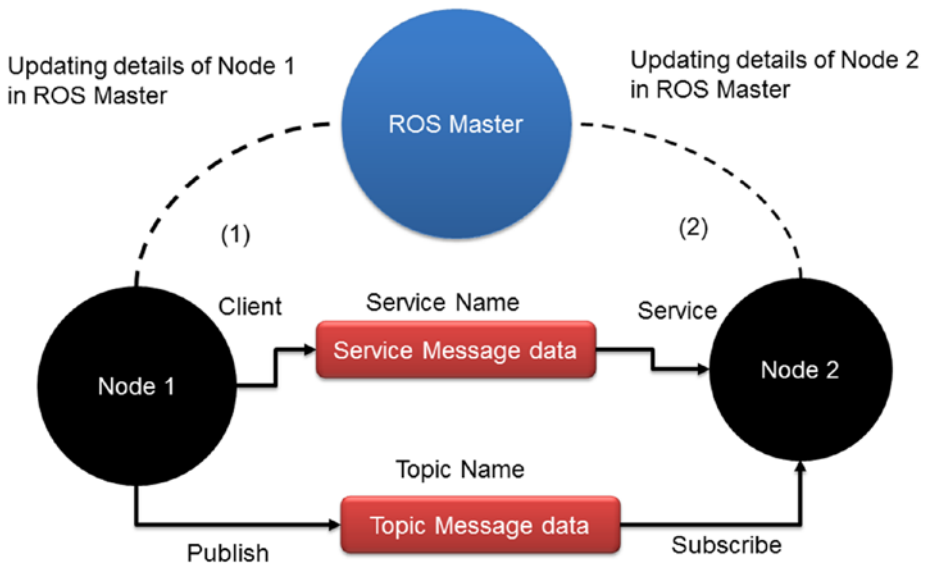 Updating details of Node 1
in ROS Master
Updating details of Node 2
in ROS Master
ROS Master
(1)
(2)
Client
Service Name
Service
Service Message data
Node 1
Node 2
Topic Name
Topic Message data
Publish
Subscribe